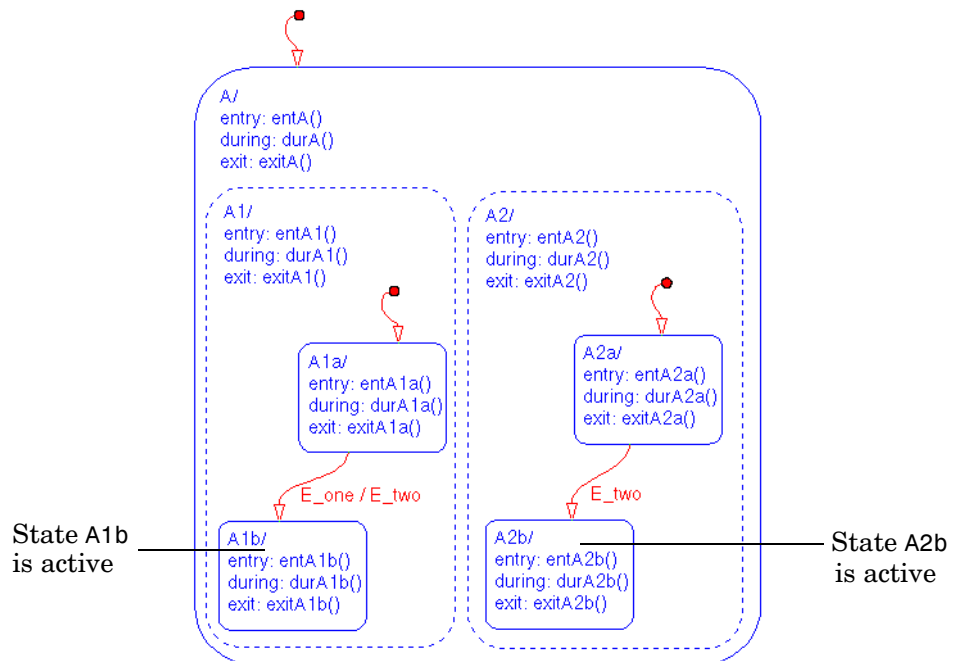 A/
entry: entA()
during: durA()
exit: exitA()
A1/
entry: entA1()
during: durA1()
exit: exitA1()
A2/
entry: entA2()
during: durA2()
exit: exitA2()
A1a/
entry: entA1a()
during: durA1a()
exit: exitA1a()
A2a/
entry: entA2a()
during: durA2a()
exit: exitA2a()
E_one / E_two
E_two
State A1b
is active
A1b/
entry: entA1b()
during: durA1b()
exit: exitA1b()
A2b/
entry: entA2b()
during: durA2b()
exit: exitA2b()
State A2b
is active